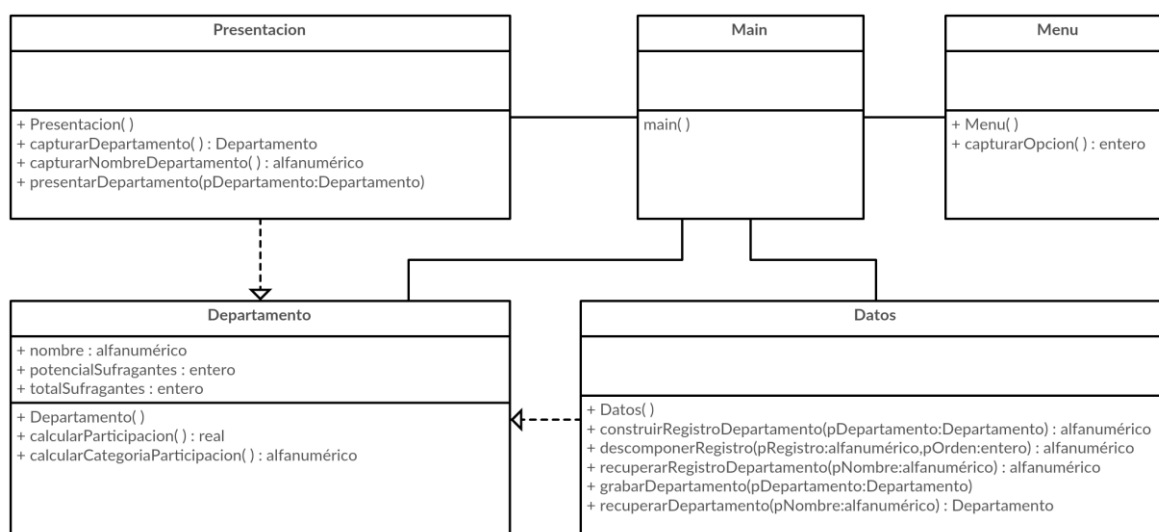 Presentacion
+ Presentacion( )
+ capturarDepartamento( ) : Departamento
+ capturarNombreDepartamento( ) : alfanumérico
+ presentarDepartamento(pDepartamento:Departamento)
Main
main( )
Menu
+ Menu( )
+ capturarOpcion( ) : entero
Departamento
+ nombre : alfanumérico
+ potencialSufragantes : entero
+ totalSufragantes : entero
+ Departamento( )
+ calcularParticipacion( ) : real
+ calcularCategoriaParticipacion( ) : alfanumérico
Datos
+ Datos( )
+ construirRegistroDepartamento(pDepartamento:Departamento) : alfanumérico
+ descomponerRegistro(pRegistro:alfanumérico,pOrden:entero) : alfanumérico
+ recuperarRegistroDepartamento(pNombre:alfanumérico) : alfanumérico
+ grabarDepartamento(pDepartamento:Departamento)
+ recuperarDepartamento(pNombre:alfanumérico) : Departamento